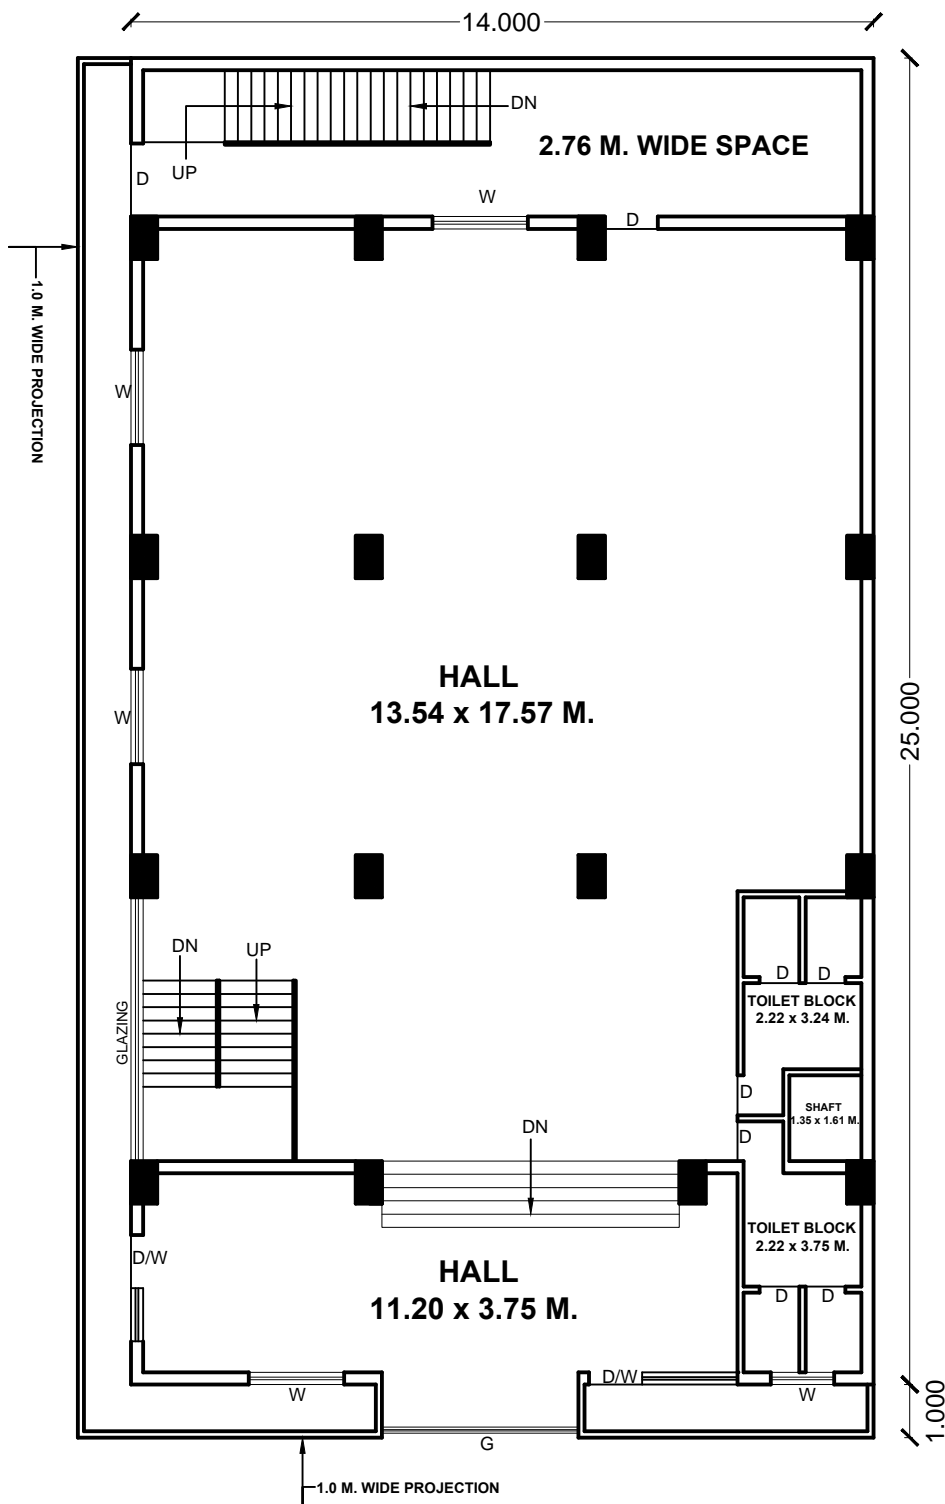 14.000
DN
2.76 M. WIDE SPACE
UP
D
W
D
1.0 M. WIDE PROJECTION
W
25.000
HALL
13.54 x 17.57 M.
W
DN
UP
GLAZING
D
D
TOILET BLOCK
2.22 x 3.24 M.
D
SHAFT
1.35 x 1.61 M.
DN
D
TOILET BLOCK
2.22 x 3.75 M.
D/W
HALL
11.20 x 3.75 M.
D
D
D/W
W
W
1.000
G
1.0 M. WIDE PROJECTION